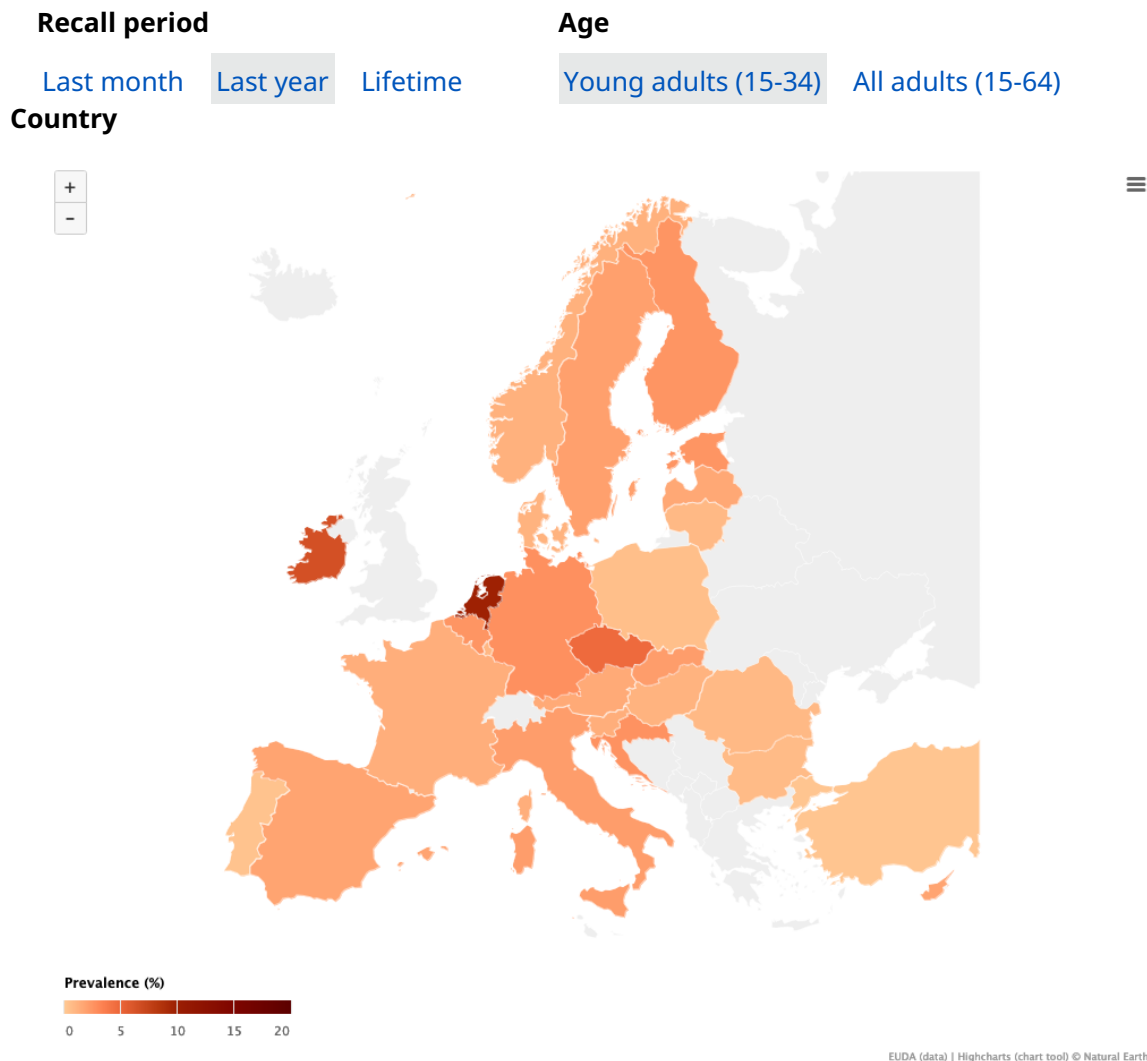 Recall period
Age
Last month Last year Lifetime
Young adults (15-34) All adults (15-64)
Country
+
−
Prevalence (%)
0 5 10 15 20
EUDA (data) | Highcharts (chart tool) © Natural Earth